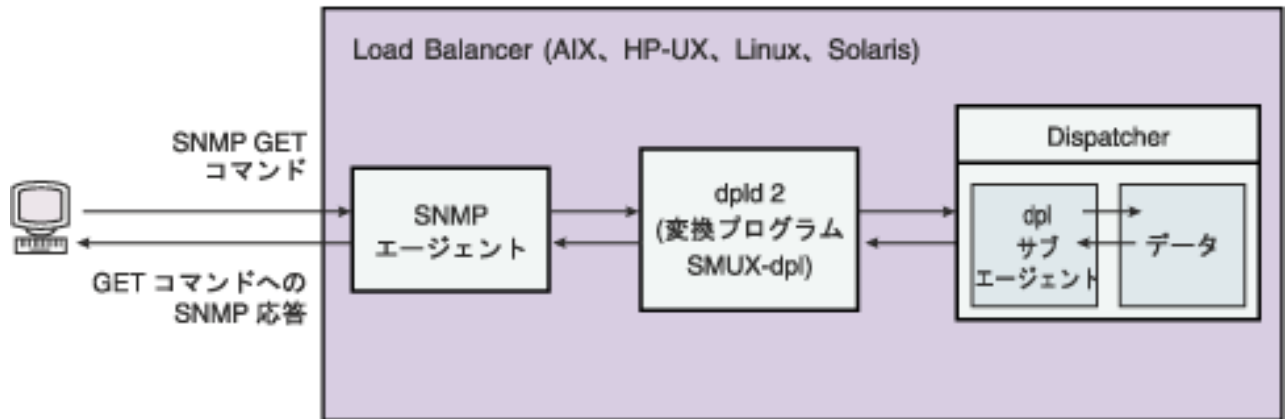 Load Balancer (AIX、HP-UX、Linux、Solaris)
SNMP GET
コマンド
GET コマンドへの
SNMP 応答
SNMP
エージェント
dpId 2
(変換プログラム
SMUX-dpI)
Dispatcher
dpI
サブ
エージェント
データ